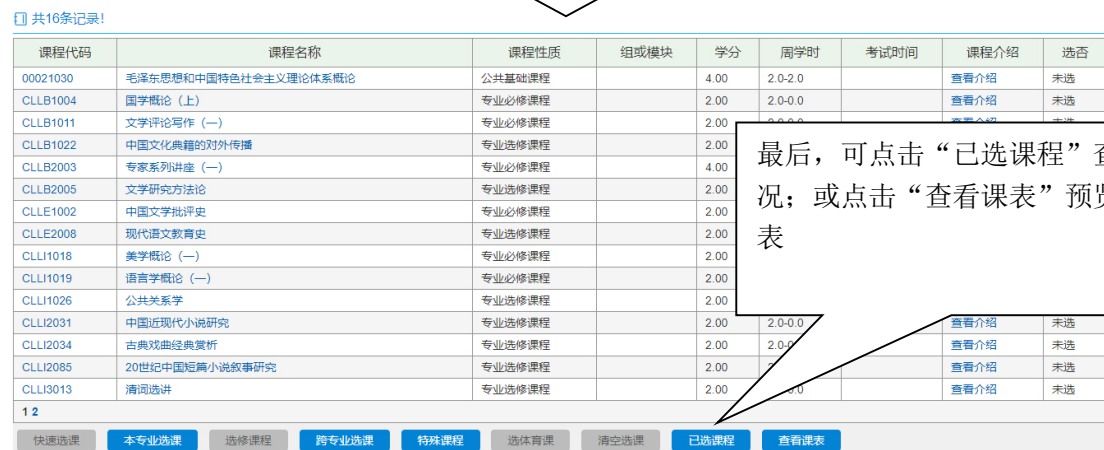 共16条记录!
课程代码 课程名称 课程性质 组或模块 学分 周学时 考试时间 课程介绍 选否
00021030 毛泽东思想和中国特色社会主义理论体系概论 公共基础课程 4.00 2.0-2.0 查看介绍 未选
CLLB1004 国学概论（上） 专业必修课程 2.00 2.0-0.0 查看介绍 未选
CLLB1011 文学评论写作（一） 专业必修课程 2.00
CLLB1022 中国文化典籍的对外传播 专业选修课程 2.00
CLLB2003 专家系列讲座（一） 专业必修课程 4.00
CLLB2005 文学研究方法论 专业选修课程 2.00
CLLE1002 中国文学批评史 专业必修课程 2.00
CLLE2008 现代语文教育史 专业选修课程 2.00
CLLI1018 美学概论（一） 专业必修课程 2.00
CLLI1019 语言学概论（一） 专业必修课程 2.00
CLLI1026 公共关系学 专业选修课程 2.00
CLLI2031 中国近现代小说研究 专业选修课程 2.00 2.0-0.0 查看介绍 未选
CLLI2034 古典戏曲经典赏析 专业选修课程 2.00 查看介绍 未选
CLLI2085 20世纪中国短篇小说叙事研究 专业选修课程 2.00 查看介绍 未选
CLLI3013 清词选讲 专业选修课程 2.00 查看介绍 未选
最后，可点击“已选课程”查
况；或点击“查看课表”预览
表
1 2
快速选课 本专业选课 选修课程 跨专业选课 特殊课程 选体育课 清空选课 已选课程 查看课表